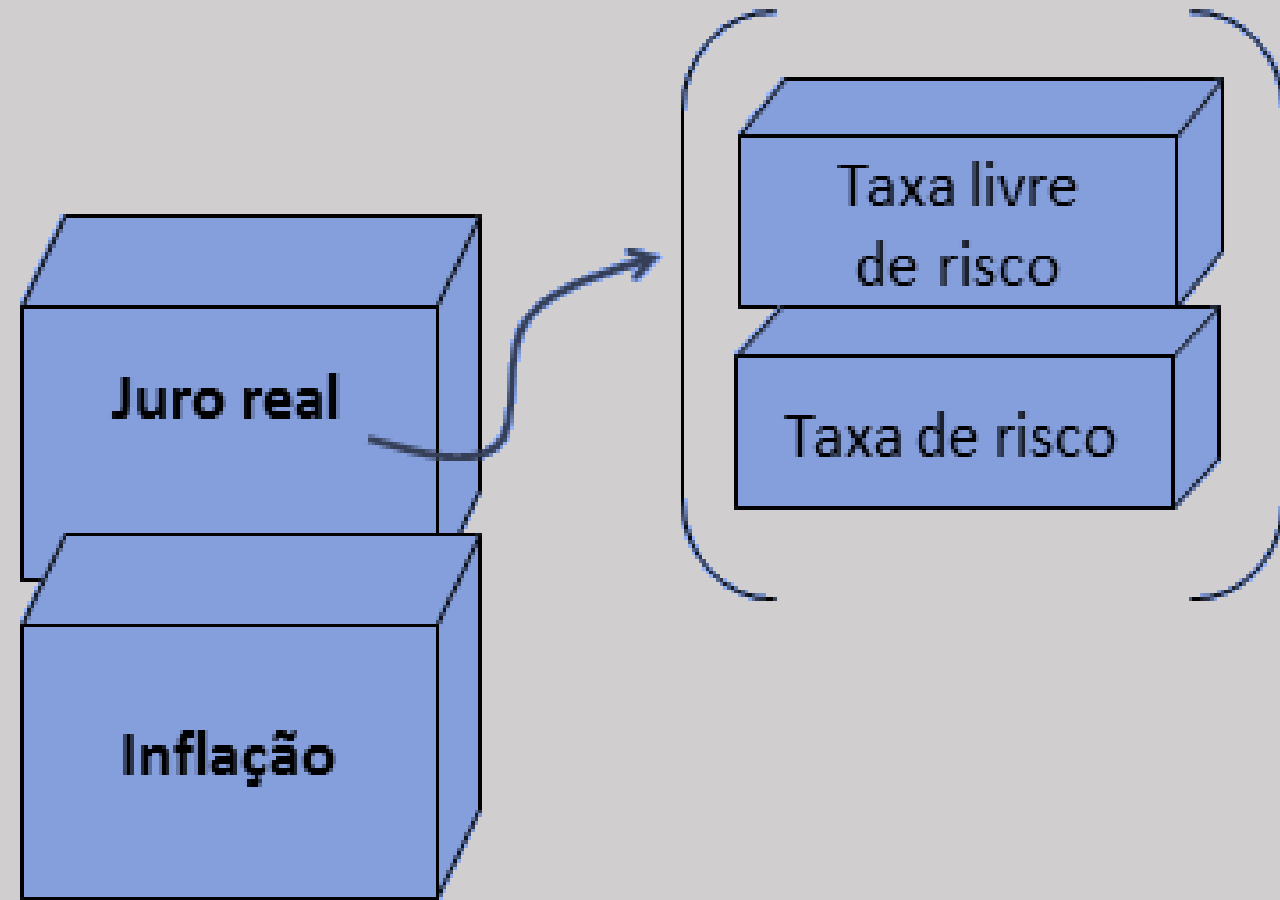 Juro real
Inflação
Taxa livre
de risco
Taxa de risco